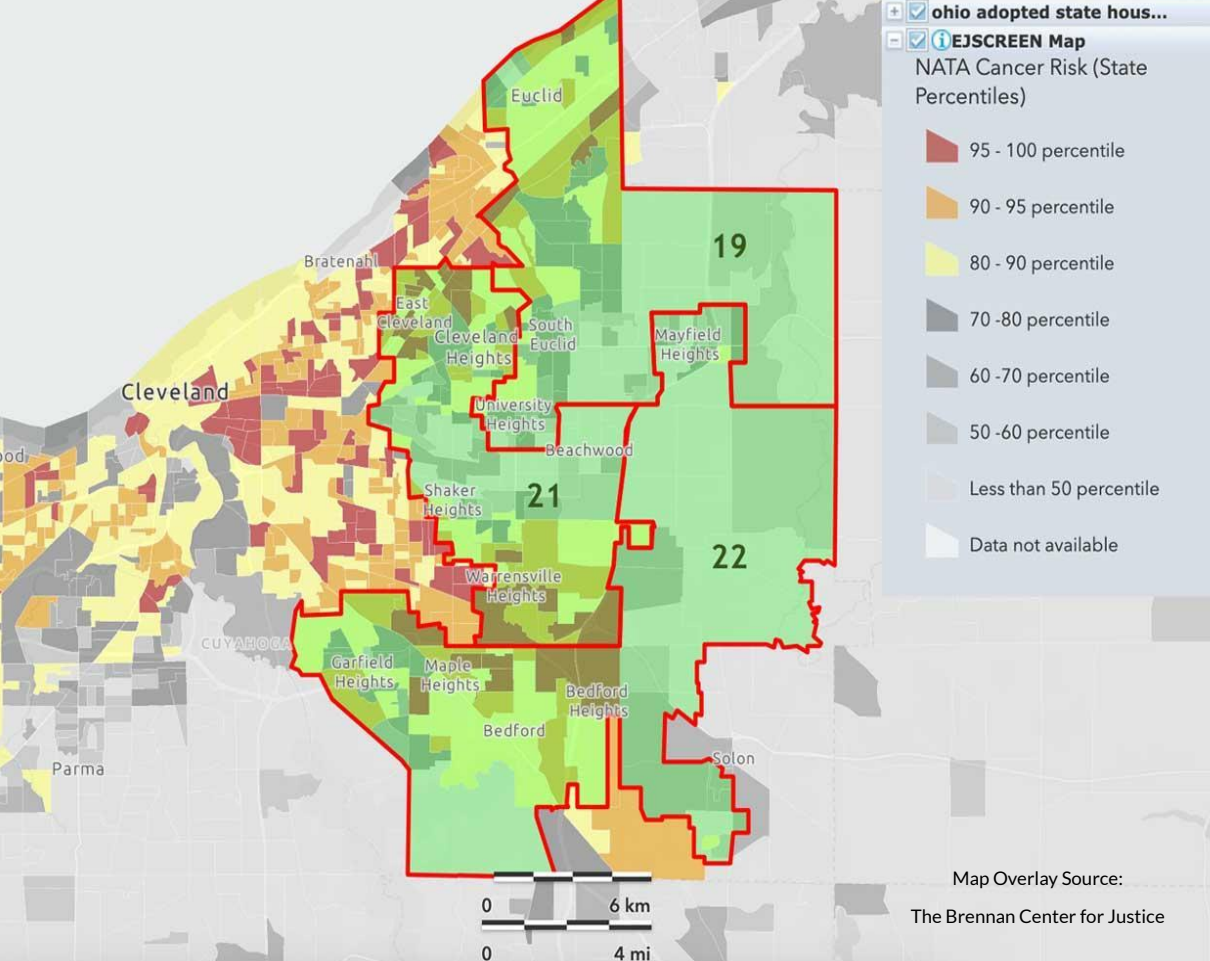 ohio adopted state hous...
EJSCREEN Map
NATA Cancer Risk (State
Percentiles)
95 - 100 percentile
90 - 95 percentile
80 - 90 percentile
70 -80 percentile
60 -70 percentile
50 -60 percentile
Less than 50 percentile
Data not available
Euclid
19
Bratenahl
East
Cleveland
Cleveland
Heights
South
Euclid
Mayfield
Heights
Cleveland
University
Heights
Beachwood
ood
Shaker
Heights
21
22
Warrensville
Heights
CUYAHOGA
Garfield
Heights
Maple
Heights
Bedford
Heights
Bedford
Solon
Parma
0 6 km
0 4 mi
Map Overlay Source:
The Brennan Center for Justice